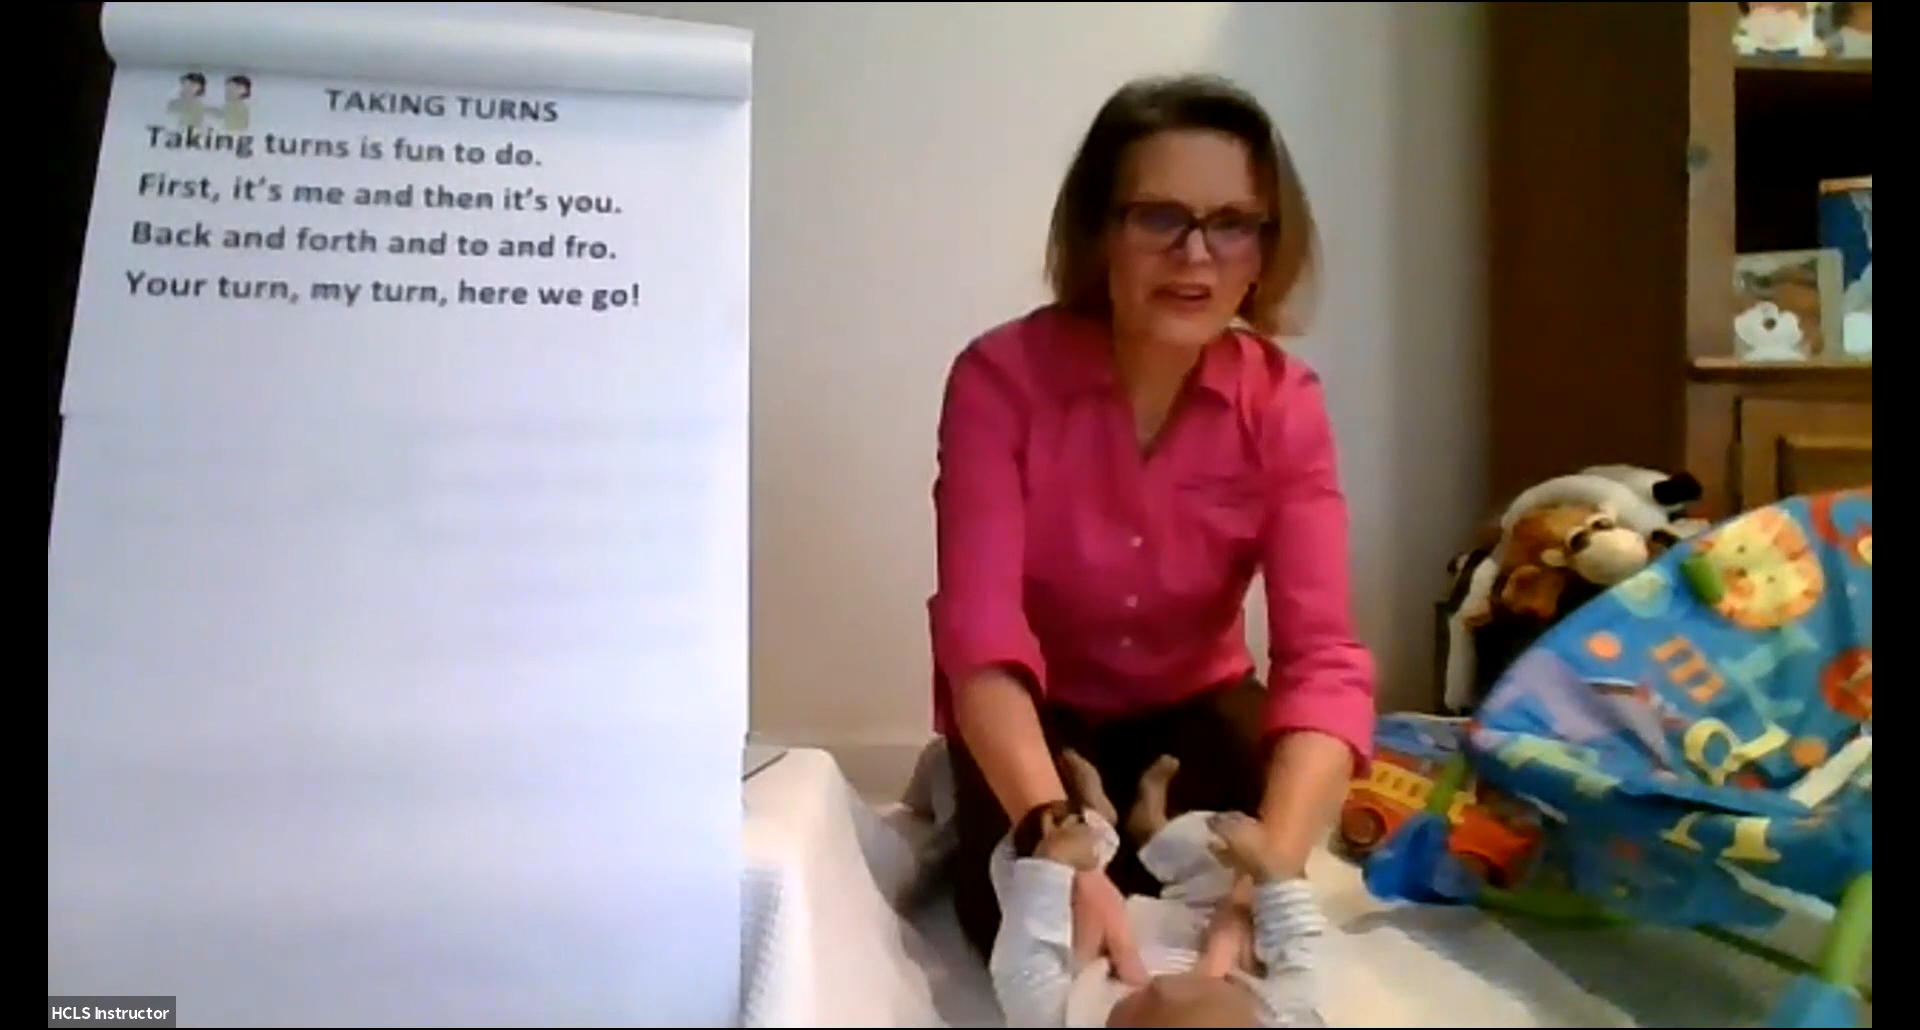 TAKING TURNS
Taking turns is fun to do.
First, it's me and then it's you.
Back and forth and to and fro.
Your turn, my turn, here we go!
HCLS Instructor